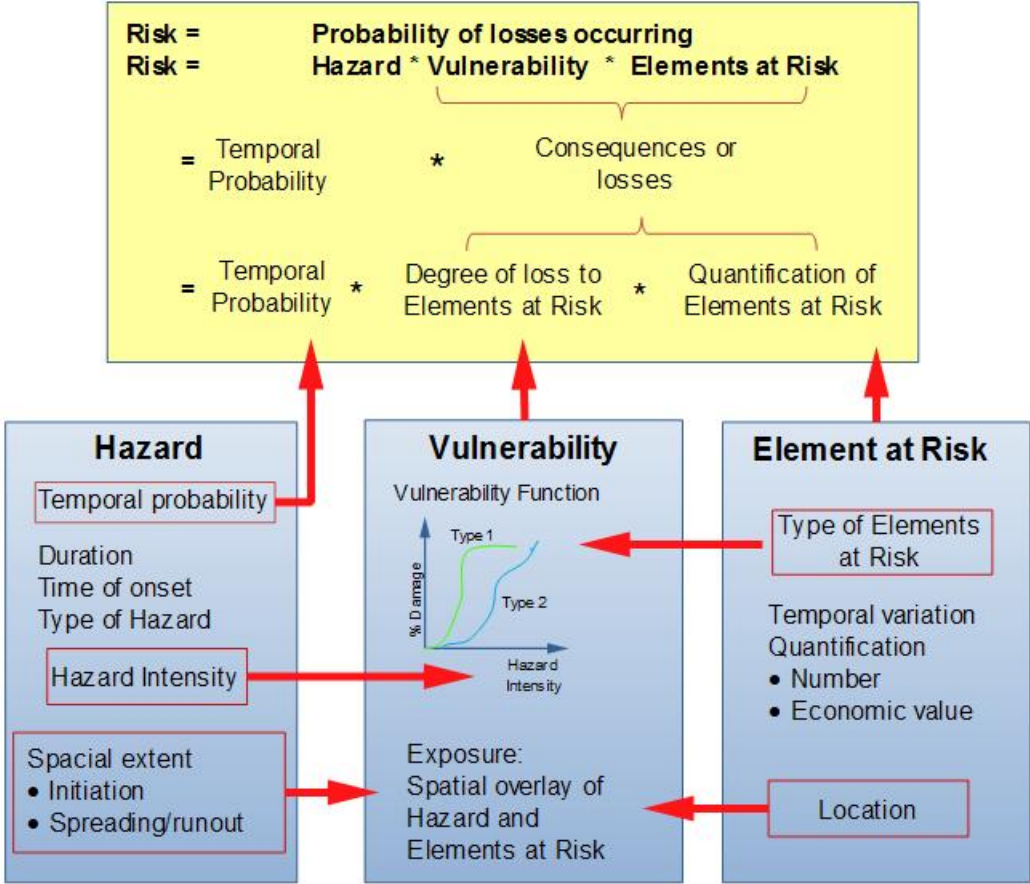 Risk = Probability of losses occurring
Risk = Hazard * Vulnerability * Elements at Risk
= Temporal Probability * Consequences or losses
= Temporal Probability * Degree of loss to Elements at Risk * Quantification of Elements at Risk
Hazard
Temporal probability
Duration
Time of onset
Type of Hazard
Hazard Intensity
Spacial extent
• Initiation
• Spreading/runout
Vulnerability
Vulnerability Function
% Damage
Type 1
Type 2
Hazard
Intensity
Exposure:
Spatial overlay of
Hazard and
Elements at Risk
Element at Risk
Type of Elements
at Risk
Temporal variation
Quantification
• Number
• Economic value
Location